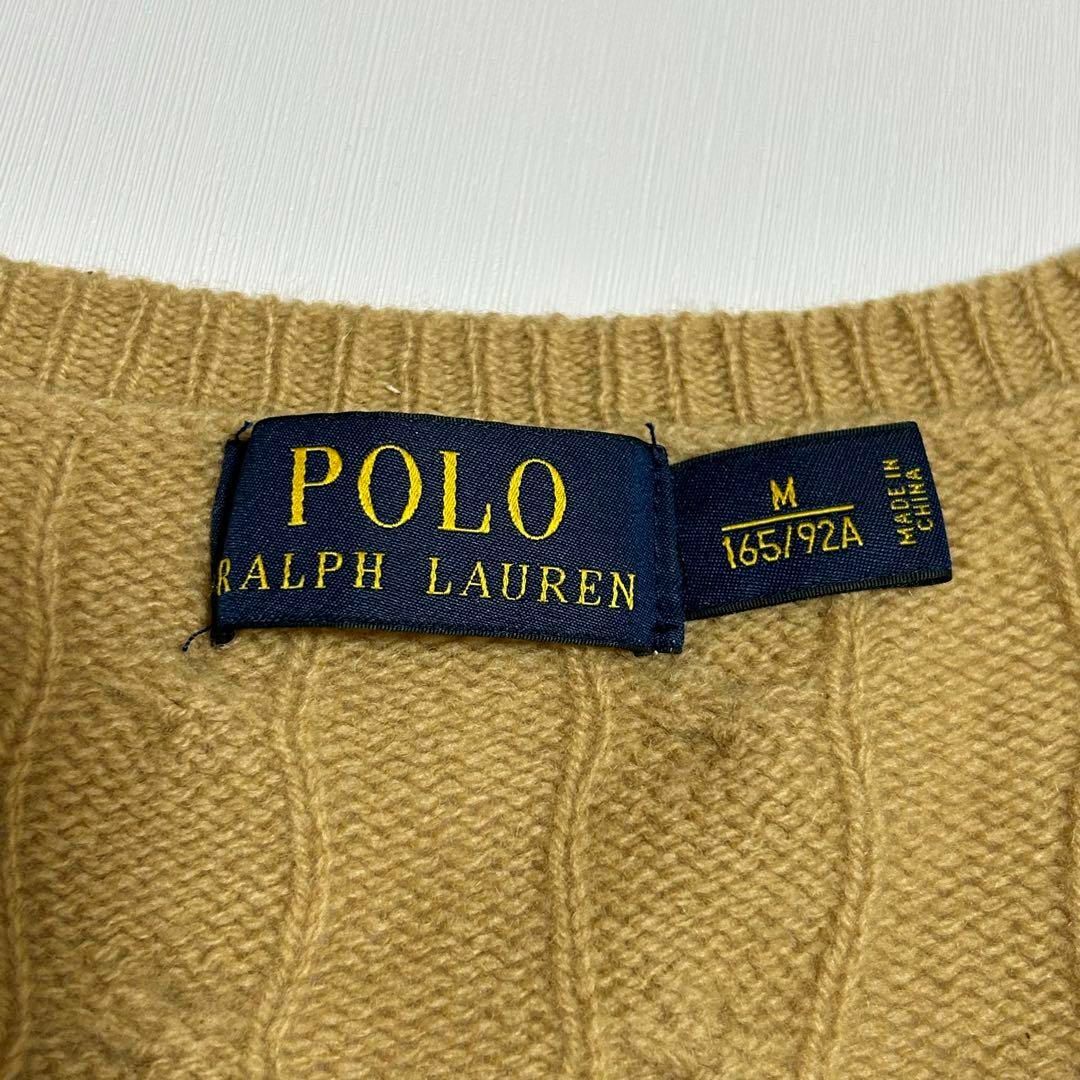 POLO
RALPH LAUREN
M
165/92A
MADE IN
CHINA